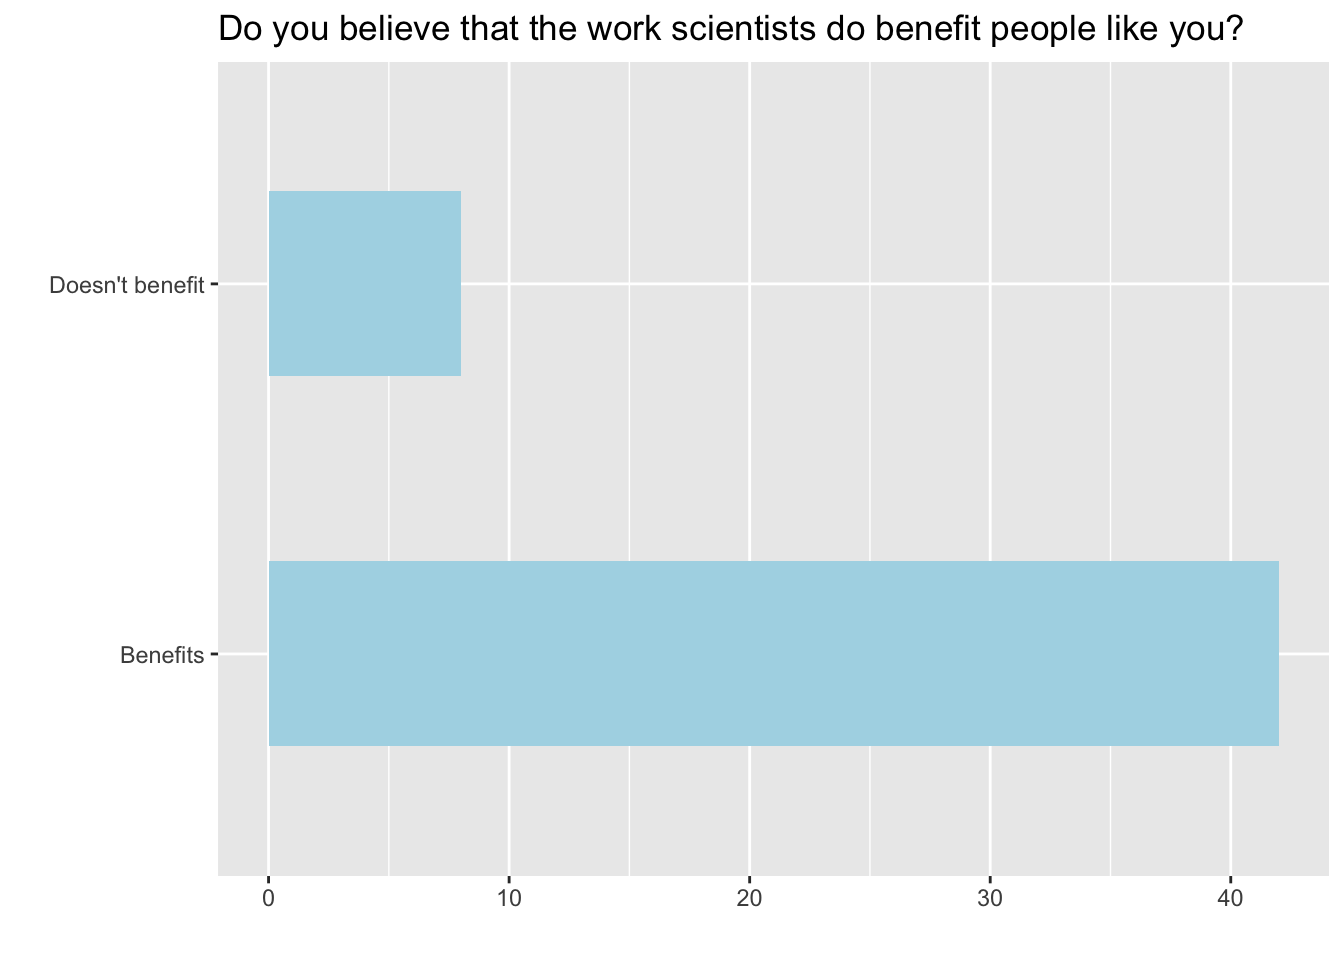 Do you believe that the work scientists do benefit people like you?
Doesn't benefit
Benefits
0 10 20 30 40